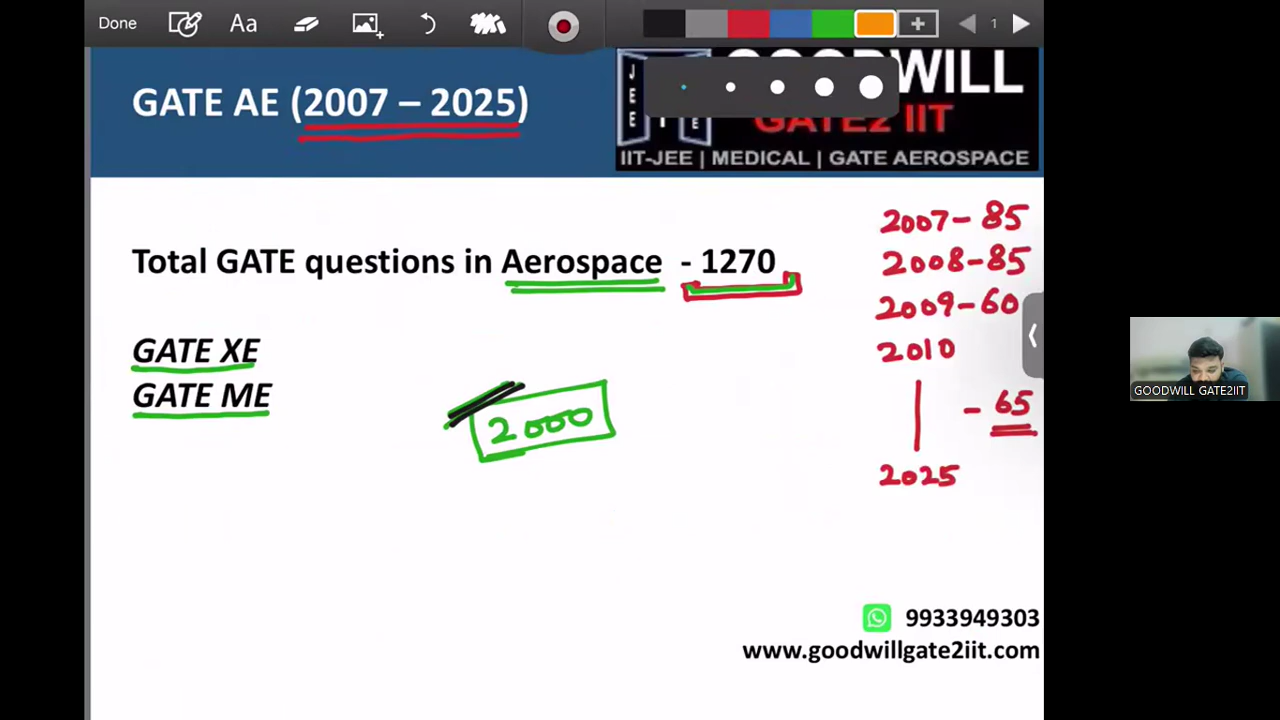 Done
Aa
1
GATE AE (2007 – 2025)
GOODWILL
JEE
GATE2 IIT
IIT-JEE | MEDICAL | GATE AEROSPACE
Total GATE questions in Aerospace - 1270
GATE XE
GATE ME
2000
2007- 85
2008-85
2009-60
2010
- 65
2025
GOODWILL GATE2IIT
9933949303
www.goodwillgate2iit.com